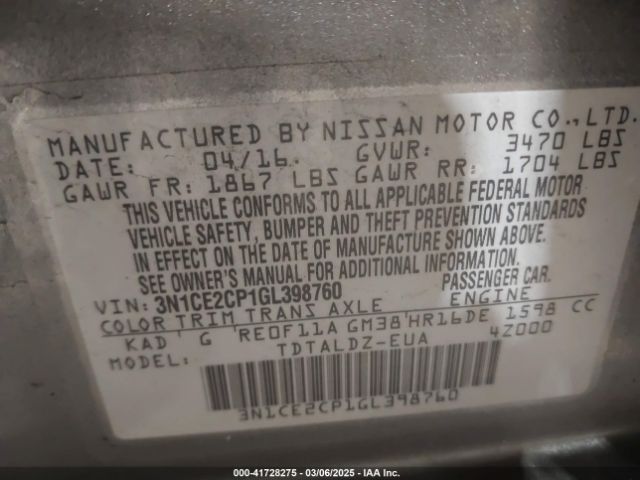 MANUFACTURED BY NISSAN MOTOR CO.,LTD.
DATE: 04/16 GVWR: 3470 LBS
GAWR FR: 1867 LBS GAWR RR: 1704 LBS
THIS VEHICLE CONFORMS TO ALL APPLICABLE FEDERAL MOTOR
VEHICLE SAFETY, BUMPER AND THEFT PREVENTION STANDARDS
IN EFFECT ON THE DATE OF MANUFACTURE SHOWN ABOVE.
SEE OWNER'S MANUAL FOR ADDITIONAL INFORMATION.
VIN: 3N1CE2CP1GL398760 PASSENGER CAR.
COLOR TRIM TRANS AXLE ENGINE
KAD G RE0F11A GM38 HR16DE 1598 CC
TDTALDZ-EUA 4Z000
3N1CE2CP1GL398760
000-41728275 — 03/06/2025 — IAA Inc.